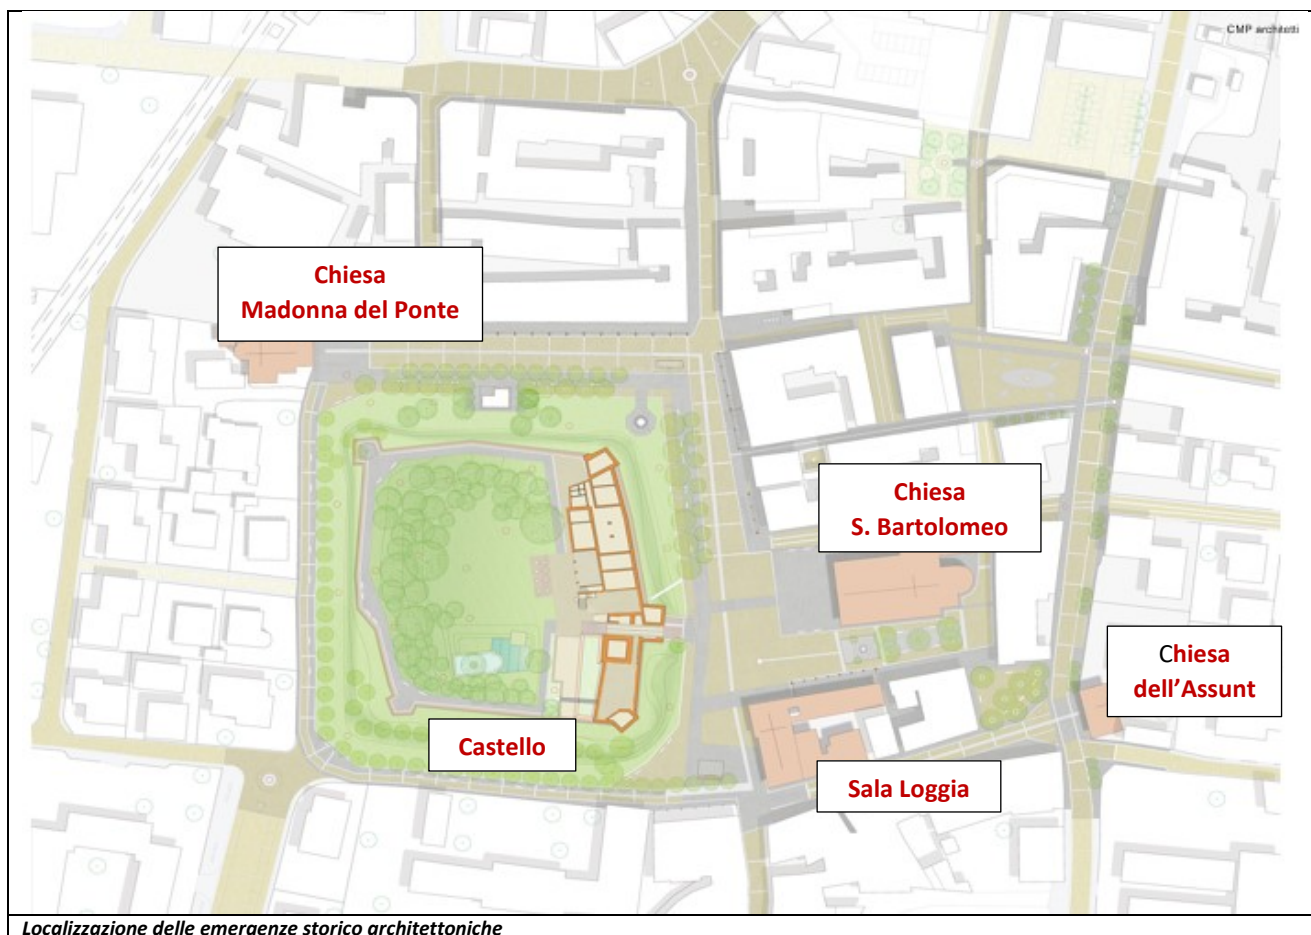 CMP architetti
Chiesa
Madonna del Ponte
Chiesa
S. Bartolomeo
Chiesa
dell’Assunt
Castello
Sala Loggia
Localizzazione delle emergenze storico architettoniche